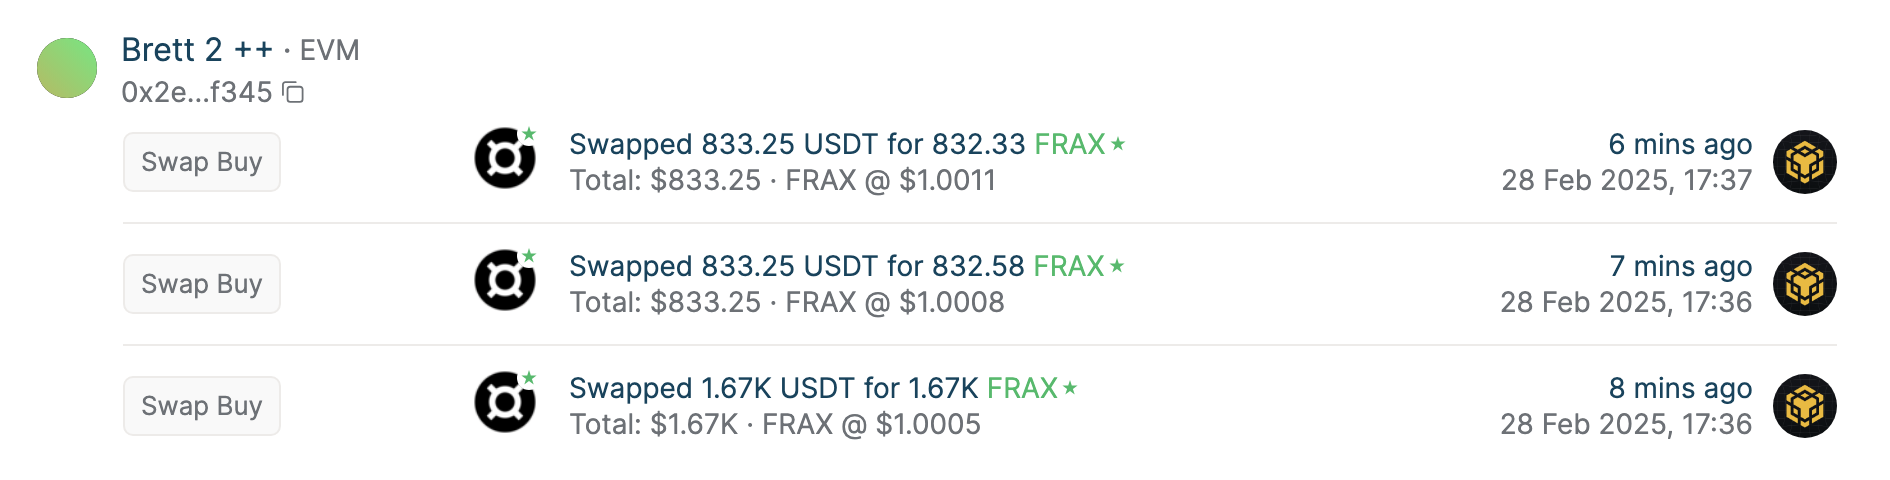 Brett 2 ++ · EVM
0x2e...f345
Swap Buy
Swapped 833.25 USDT for 832.33 FRAX★
Total: $833.25 · FRAX @ $1.0011
6 mins ago
28 Feb 2025, 17:37
Swap Buy
Swapped 833.25 USDT for 832.58 FRAX★
Total: $833.25 · FRAX @ $1.0008
7 mins ago
28 Feb 2025, 17:36
Swap Buy
Swapped 1.67K USDT for 1.67K FRAX★
Total: $1.67K · FRAX @ $1.0005
8 mins ago
28 Feb 2025, 17:36